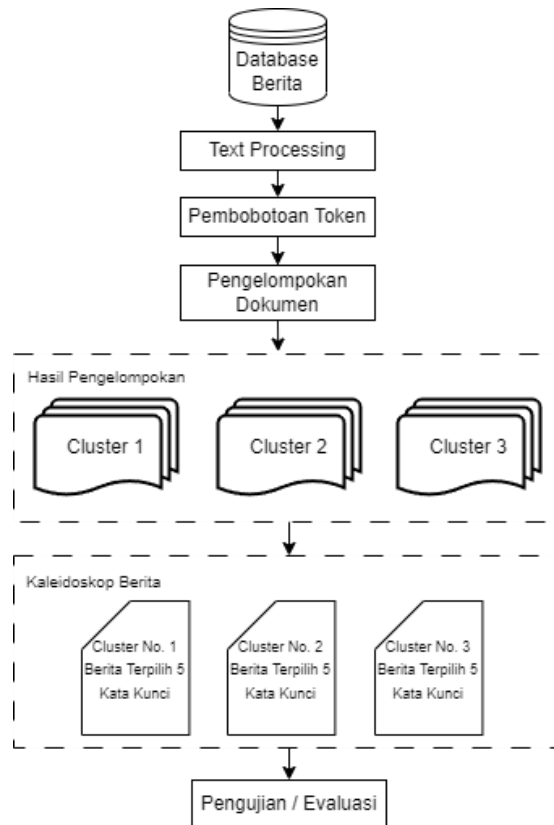 Database
Berita
Text Processing
Pembobotoan Token
Pengelompokan
Dokumen
Hasil Pengelompokan
Cluster 1
Cluster 2
Cluster 3
Kaleidoskop Berita
Cluster No. 1
Berita Terpilih 5
Kata Kunci
Cluster No. 2
Berita Terpilih 5
Kata Kunci
Cluster No. 3
Berita Terpilih 5
Kata Kunci
Pengujian / Evaluasi